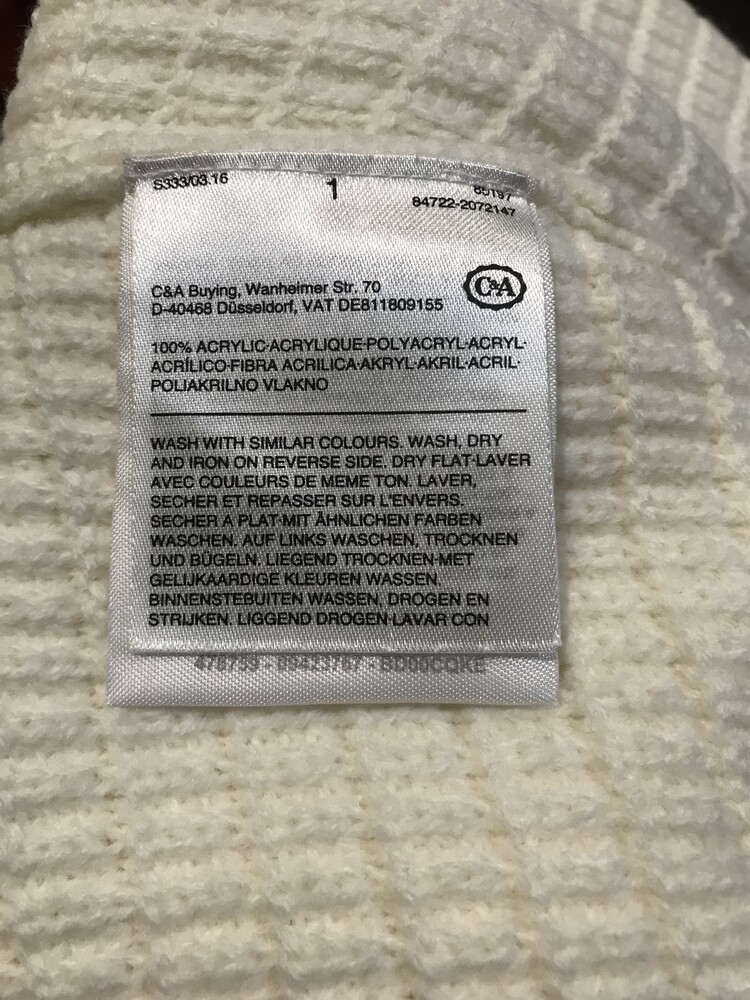 S333/03.16
1
85197
84722-2072147
C&A Buying, Wanheimer Str. 70
D-40468 Düsseldorf, VAT DE811809155
C&A
100% ACRYLIC·ACRYLIQUE·POLYACRYL·ACRYL·
ACRÍLICO·FIBRA ACRILICA·AKRYL·AKRIL·ACRIL·
POLIAKRILNO VLAKNO
WASH WITH SIMILAR COLOURS. WASH, DRY
AND IRON ON REVERSE SIDE. DRY FLAT·LAVER
AVEC COULEURS DE MEME TON. LAVER,
SECHER ET REPASSER SUR L'ENVERS.
SECHER A PLAT·MIT ÄHNLICHEN FARBEN
WASCHEN. AUF LINKS WASCHEN, TROCKNEN
UND BÜGELN. LIEGEND TROCKNEN·MET
GELIJKAARDIGE KLEUREN WASSEN.
BINNENSTEBUITEN WASSEN, DROGEN EN
STRIJKEN. LIGGEND DROGEN·LAVAR CON